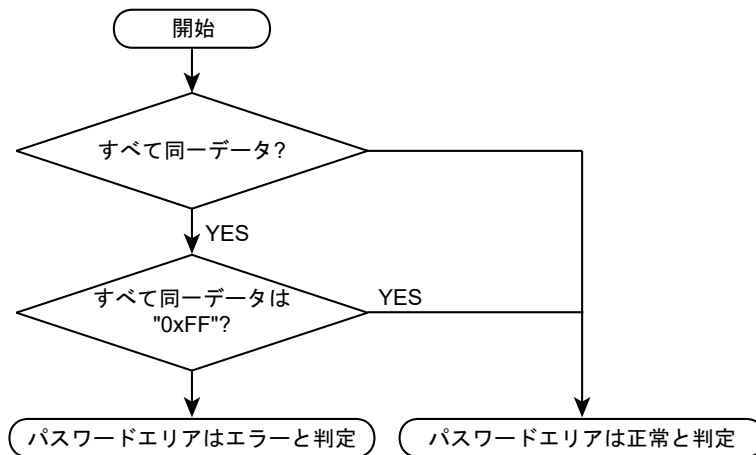 開始
すべて同一データ?
YES
すべて同一データは
"0xFF"?
YES
パスワードエリアはエラーと判定
パスワードエリアは正常と判定